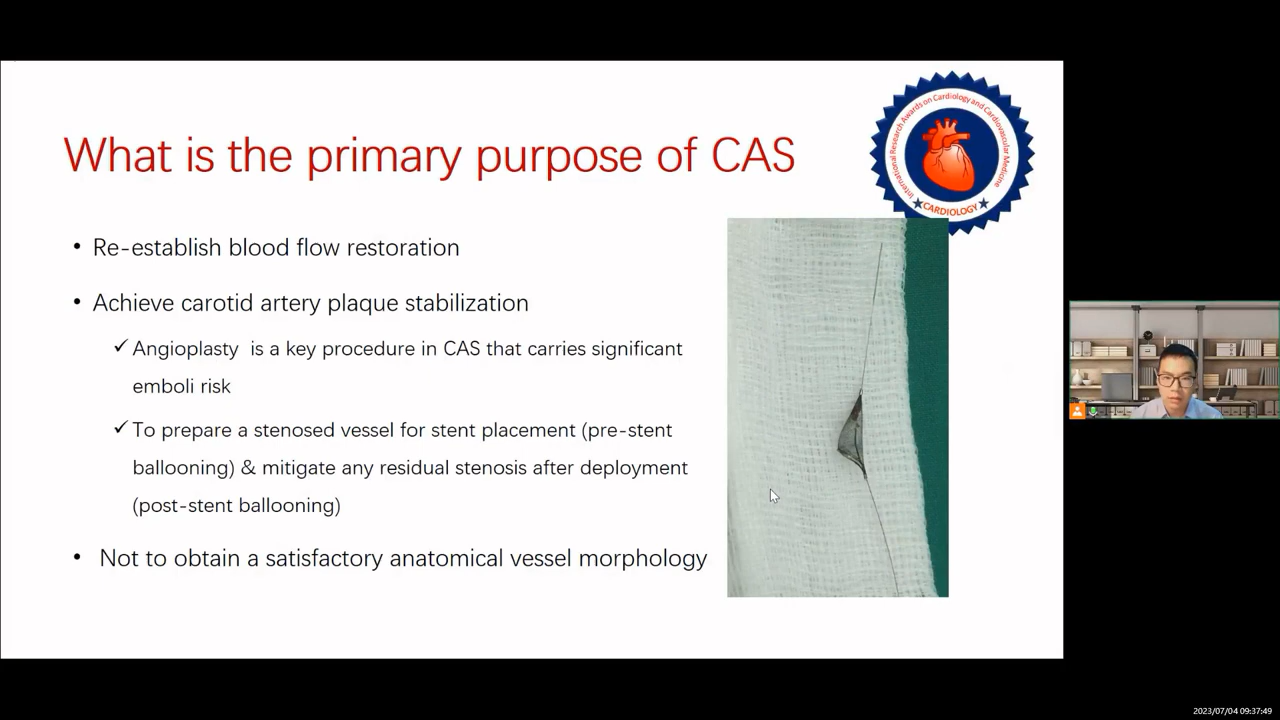 What is the primary purpose of CAS
International Research Awards on Cardiology and Cardiovascular Medicine
CARDIOLOGY
• Re-establish blood flow restoration
• Achieve carotid artery plaque stabilization
✓ Angioplasty is a key procedure in CAS that carries significant
emboli risk
✓ To prepare a stenosed vessel for stent placement (pre-stent
ballooning) & mitigate any residual stenosis after deployment
(post-stent ballooning)
• Not to obtain a satisfactory anatomical vessel morphology
2023/07/04 09:37:49